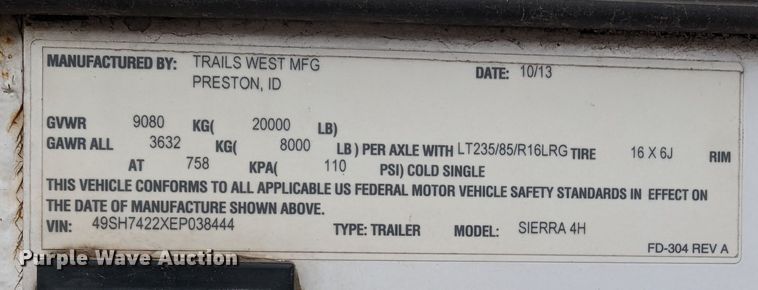 MANUFACTURED BY: TRAILS WEST MFG DATE: 10/13
PRESTON, ID
GVWR 9080 KG( 20000 LB)
GAWR ALL 3632 KG( 8000 LB ) PER AXLE WITH LT235/85/R16LRG TIRE 16 X 6J RIM
AT 758 KPA( 110 PSI) COLD SINGLE
THIS VEHICLE CONFORMS TO ALL APPLICABLE US FEDERAL MOTOR VEHICLE SAFETY STANDARDS IN EFFECT ON
THE DATE OF MANUFACTURE SHOWN ABOVE.
VIN: 49SH7422XEP038444 TYPE: TRAILER MODEL: SIERRA 4H
FD-304 REV A
Purple Wave Auction